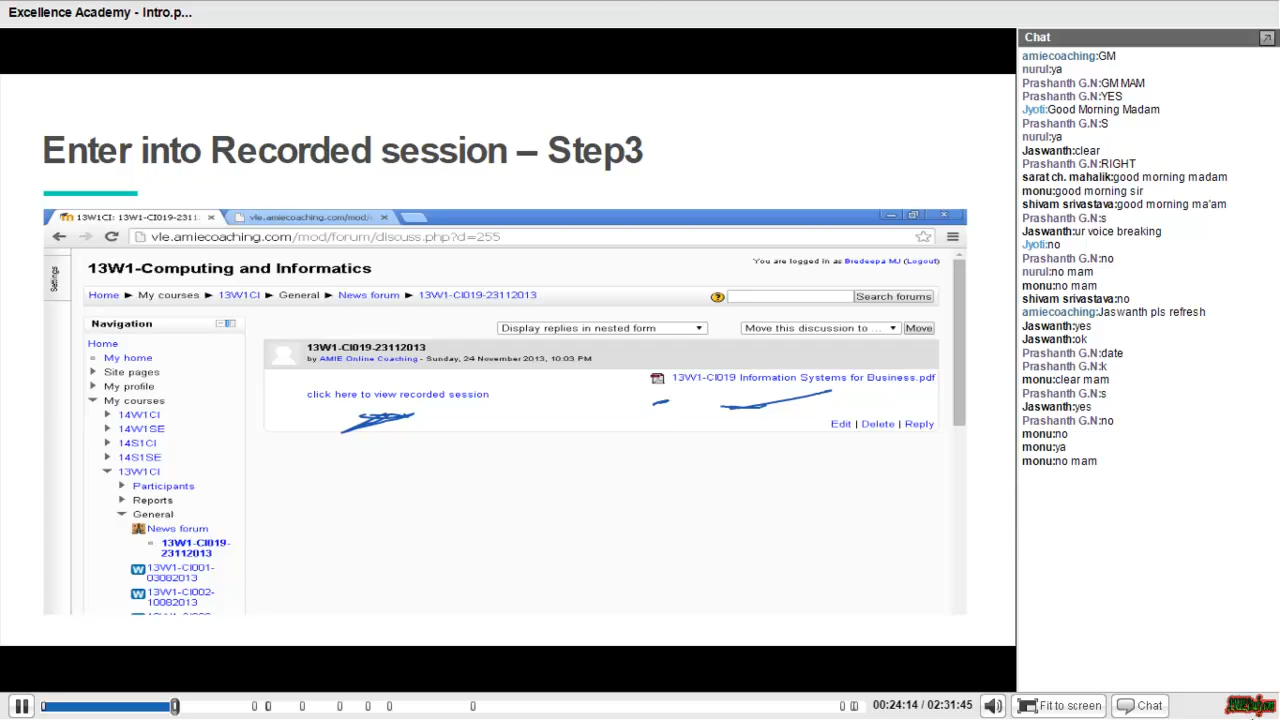 Excellence Academy - Intro.p...
Enter into Recorded session – Step3
13W1CI: 13W1-CI019-2311
vle.amiecoaching.com/mod/
vle.amiecoaching.com/mod/forum/discuss.php?d=255
Settings
13W1-Computing and Informatics
You are logged in as Bredeepa MJ (Logout)
Home ► My courses ► 13W1CI ► General ► News forum ► 13W1-CI019-23112013
Search forums
Navigation
Display replies in nested form
Move this discussion to ...
Move
Home
My home
Site pages
My profile
My courses
14W1CI
14W1SE
14S1CI
14S1SE
13W1CI
Participants
Reports
General
News forum
13W1-CI019-
23112013
13W1-CI001-
03082013
13W1-CI002-
10082013
13W1-CI019-23112013
by AMIE Online Coaching - Sunday, 24 November 2013, 10:03 PM
13W1-CI019 Information Systems for Business.pdf
click here to view recorded session
Edit | Delete | Reply
Chat
amiecoaching:GM
nurul:ya
Prashanth G.N:GM MAM
Prashanth G.N:YES
Jyoti:Good Morning Madam
Prashanth G.N:S
nurul:ya
Jaswanth:clear
Prashanth G.N:RIGHT
sarat ch. mahalik:good morning madam
monu:good morning sir
shivam srivastava:good morning ma'am
Prashanth G.N:s
Jaswanth:ur voice breaking
Jyoti:no
Prashanth G.N:no
nurul:no mam
monu:no mam
shivam srivastava:no
amiecoaching:Jaswanth pls refresh
Jaswanth:yes
Jaswanth:ok
Prashanth G.N:date
Prashanth G.N:k
monu:clear mam
Prashanth G.N:s
Jaswanth:yes
Prashanth G.N:no
monu:no
monu:ya
monu:no mam
00:24:14 / 02:31:45
Fit to screen
Chat